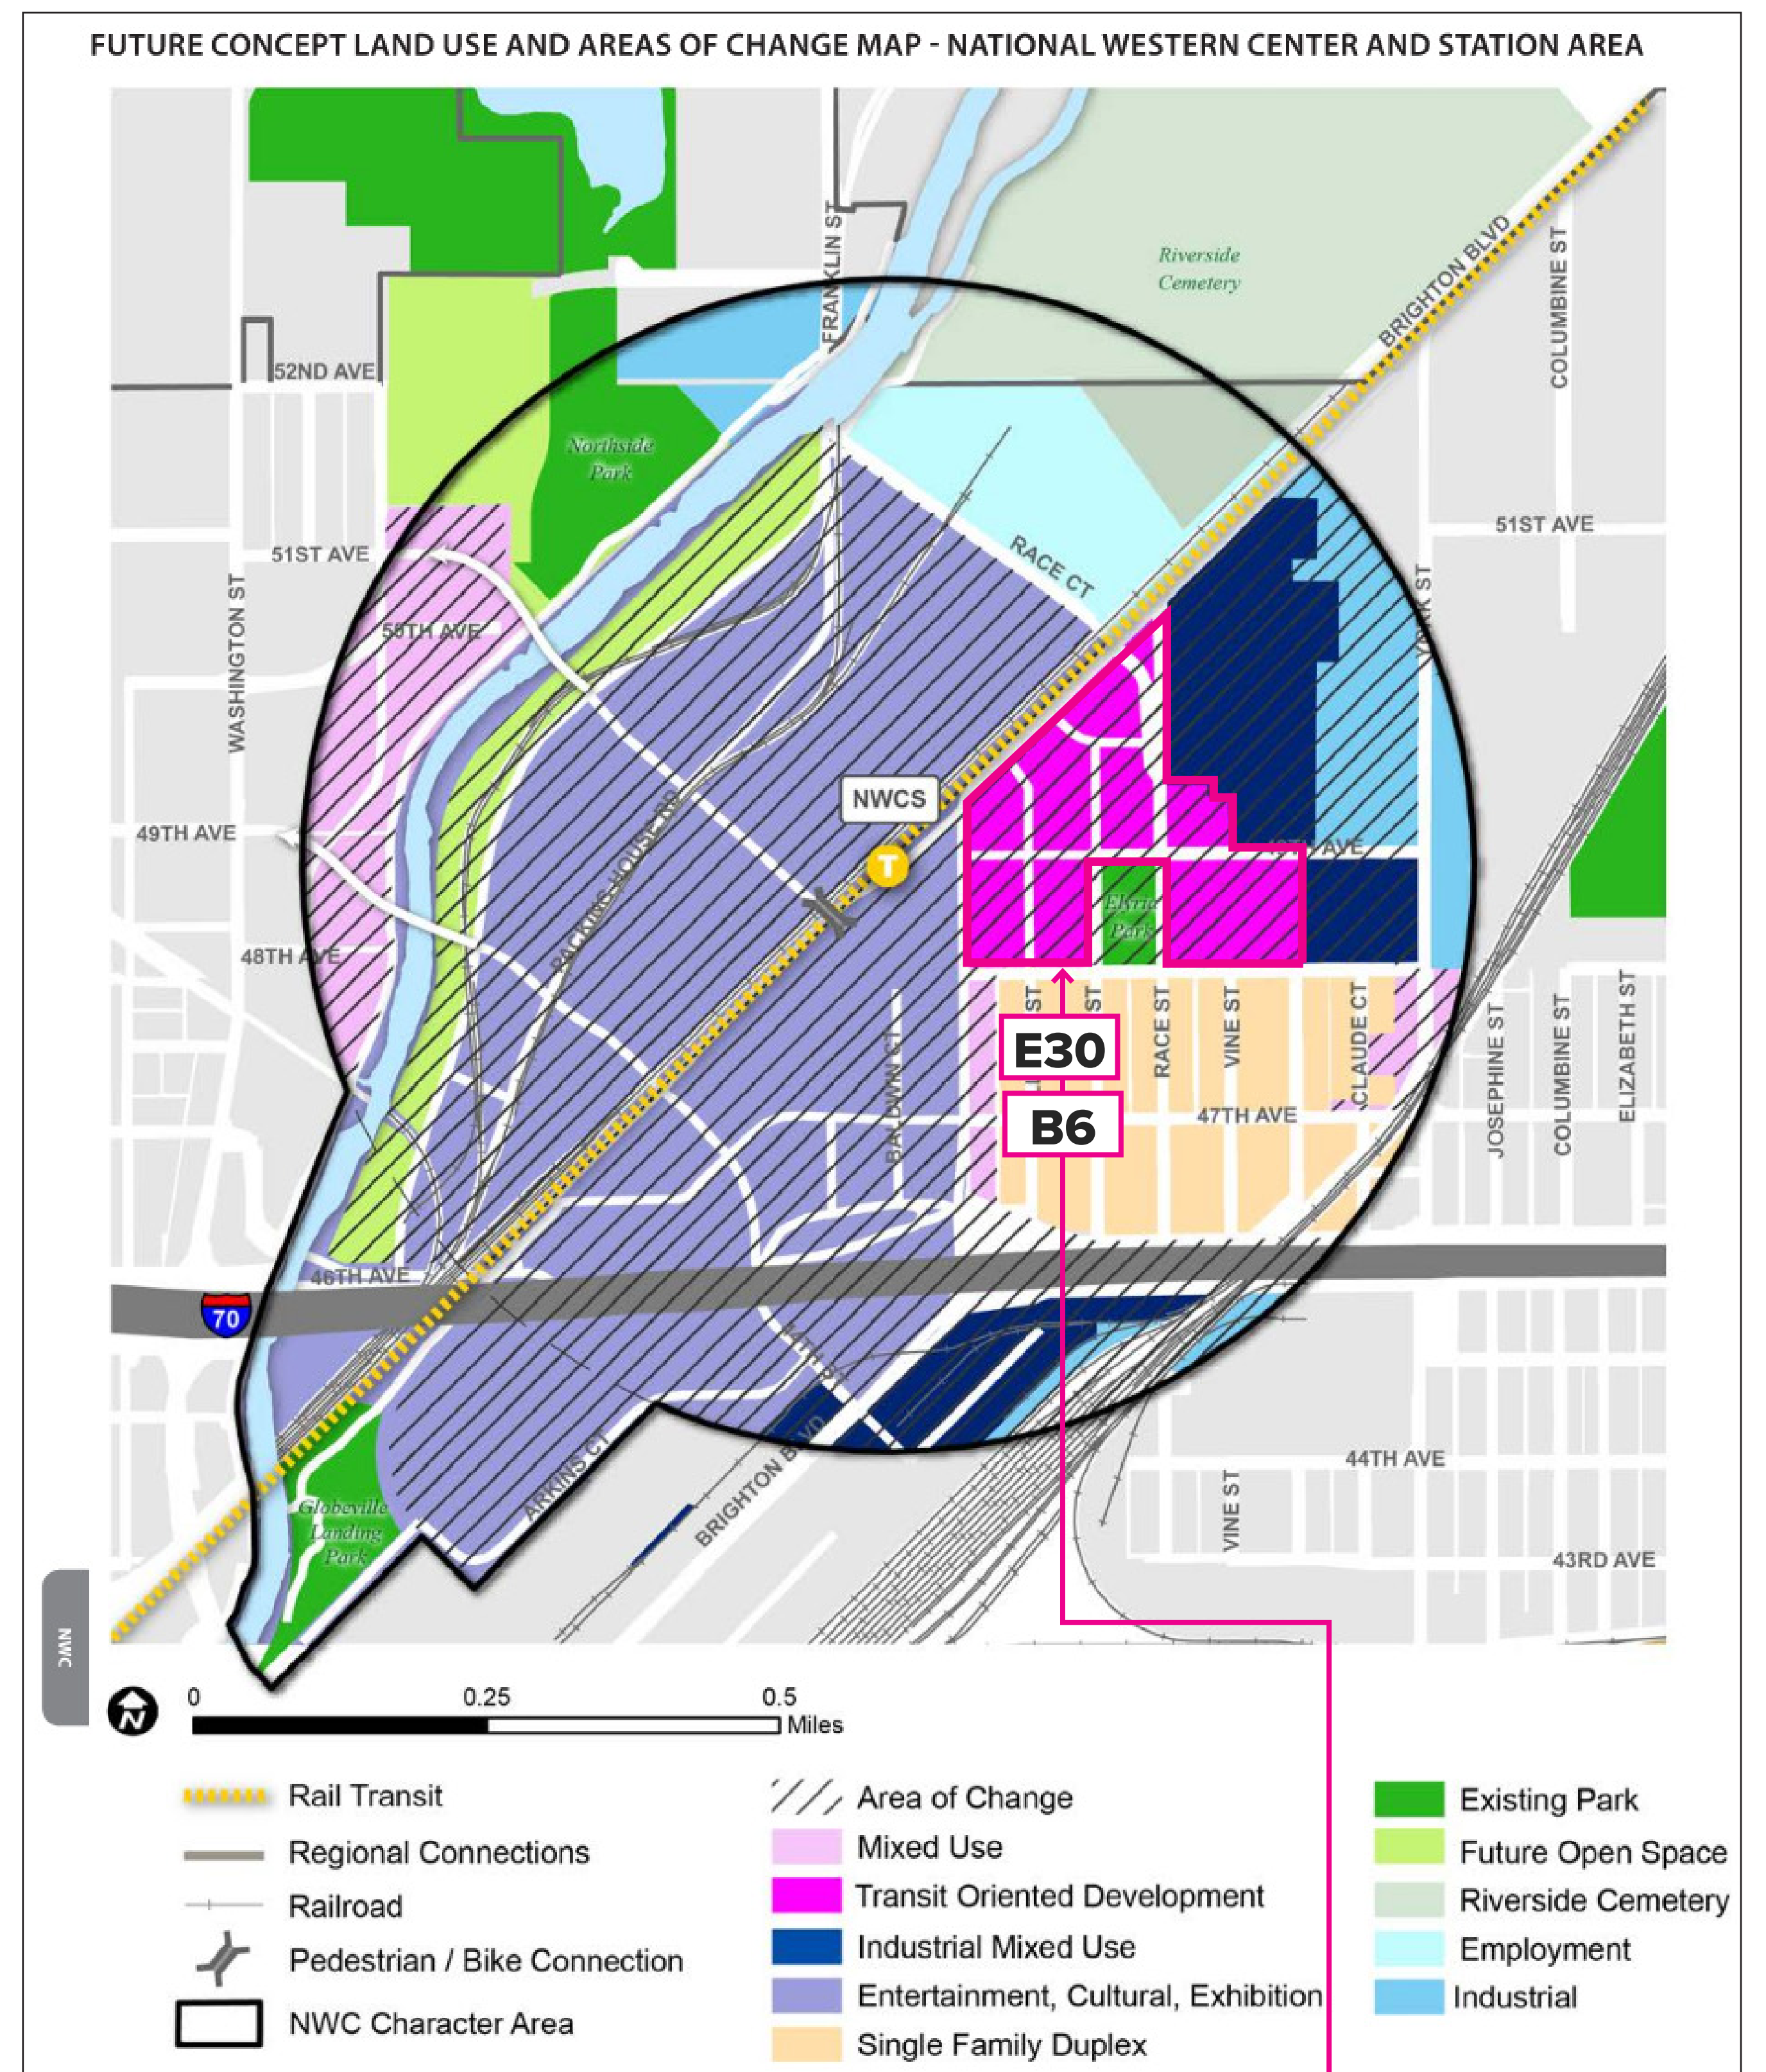 FUTURE CONCEPT LAND USE AND AREAS OF CHANGE MAP - NATIONAL WESTERN CENTER AND STATION AREA
Riverside
Cemetery
FRANKLIN ST
BRIGHTON BLVD
COLUMBINE ST
52ND AVE
Northside
Park
51ST AVE
51ST AVE
RACE CT
YORK ST
WASHINGTON ST
50TH AVE
NWCS
49TH AVE
T
PACKING HOUSE RD
Elyria
Park
48TH AVE
ST
ST
RACE ST
VINE ST
CLAUDE CT
JOSEPHINE ST
COLUMBINE ST
ELIZABETH ST
E30
BALDWIN CT
B6
47TH AVE
46TH AVE
70
44TH ST
BRIGHTON BLVD
ARKINS CT
44TH AVE
VINE ST
Globeville
Landing
Park
43RD AVE
NWC
N
0 0.25 0.5
Miles
Rail Transit
Regional Connections
Railroad
Pedestrian / Bike Connection
NWC Character Area
Area of Change
Mixed Use
Transit Oriented Development
Industrial Mixed Use
Entertainment, Cultural, Exhibition
Single Family Duplex
Existing Park
Future Open Space
Riverside Cemetery
Employment
Industrial